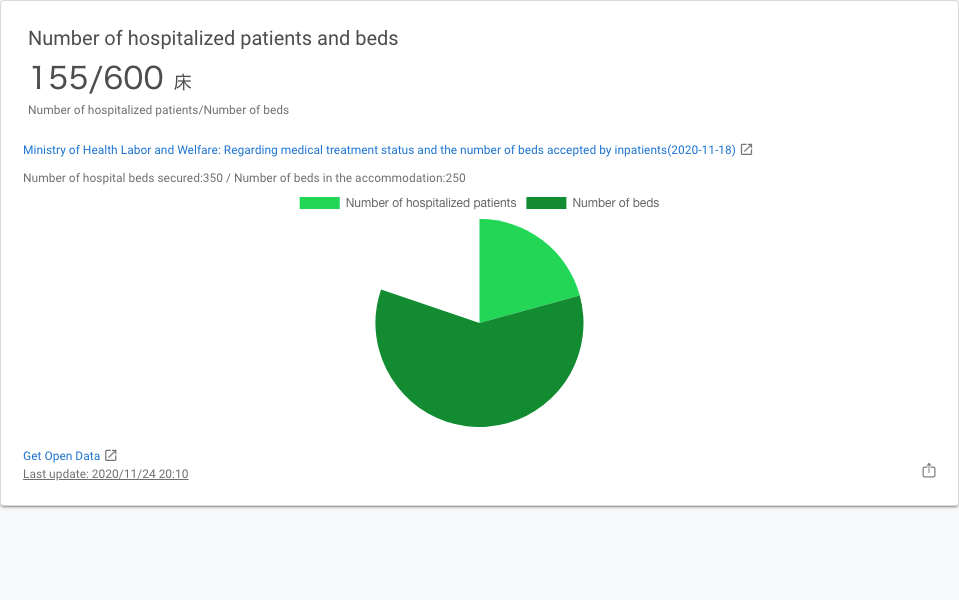 Number of hospitalized patients and beds
155/600 床
Number of hospitalized patients/Number of beds
Ministry of Health Labor and Welfare: Regarding medical treatment status and the number of beds accepted by inpatients(2020-11-18)
Number of hospital beds secured:350 / Number of beds in the accommodation:250
Number of hospitalized patients Number of beds
Get Open Data
Last update: 2020/11/24 20:10